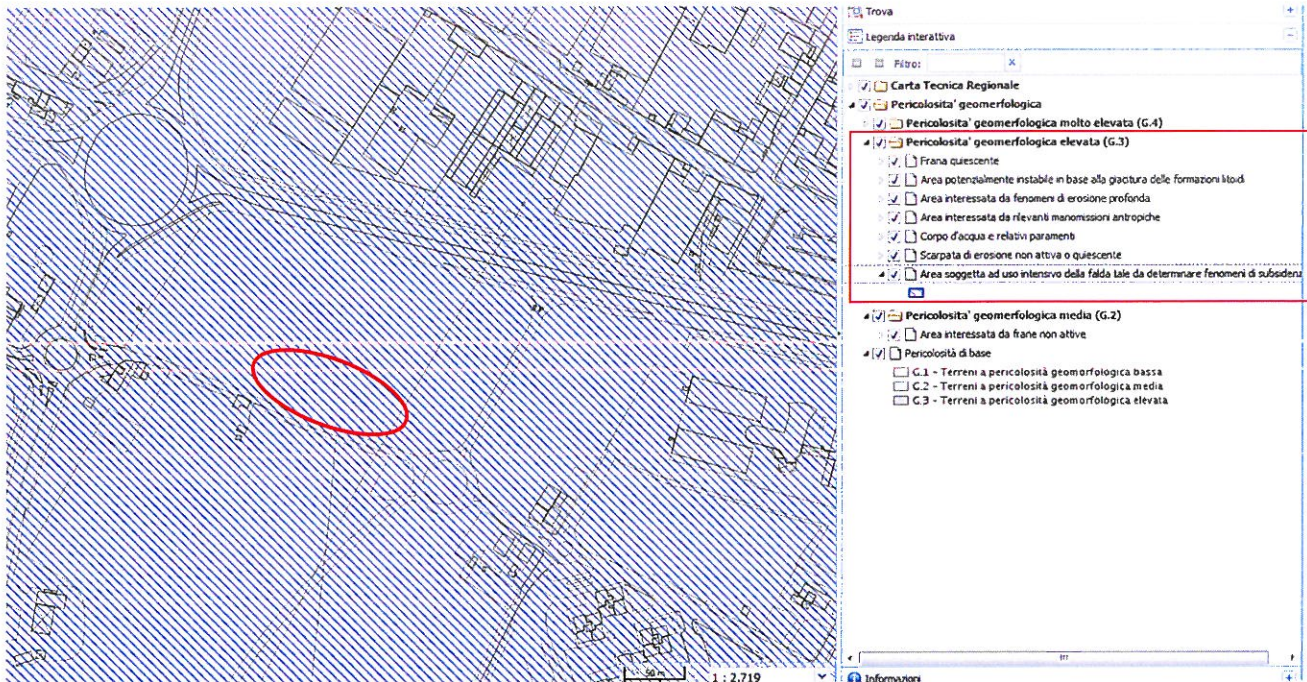 Trova
Legenda interattiva
Filtro:
Carta Tecnica Regionale
Pericolosita' geomerfologica
Pericolosita' geomerfologica molto elevata (G.4)
Pericolosita' geomerfologica elevata (G.3)
Frana quiescente
Area potenzialmente instabile in base alla giacitura delle formazioni litoidi
Area interessata da fenomeni di erosione profonda
Area interessata da rilevanti manomissioni antropiche
Corpo d'acqua e relativi paramenti
Scarpata di erosione non attiva o quiescente
Area soggetta ad uso intensivo della falda tale da determinare fenomeni di subsidenz
Pericolosita' geomerfologica media (G.2)
Area interessata da frane non attive
Pericolosità di base
G.1 - Terreni a pericolosità geomorfologica bassa
G.2 - Terreni a pericolosità geomorfologica media
G.3 - Terreni a pericolosità geomorfologica elevata
50 m
1 : 2.719
Informazioni